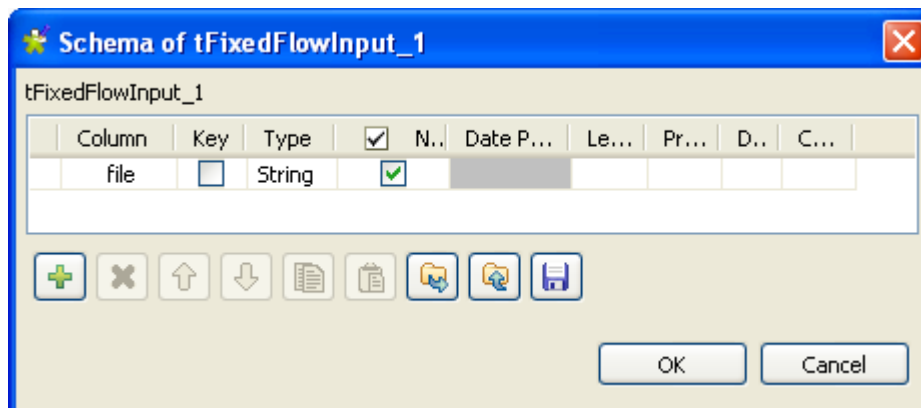 Schema of tFixedFlowInput_1
tFixedFlowInput_1
Column Key Type N.. Date P... Le... Pr... D.. C...
file String
OK Cancel